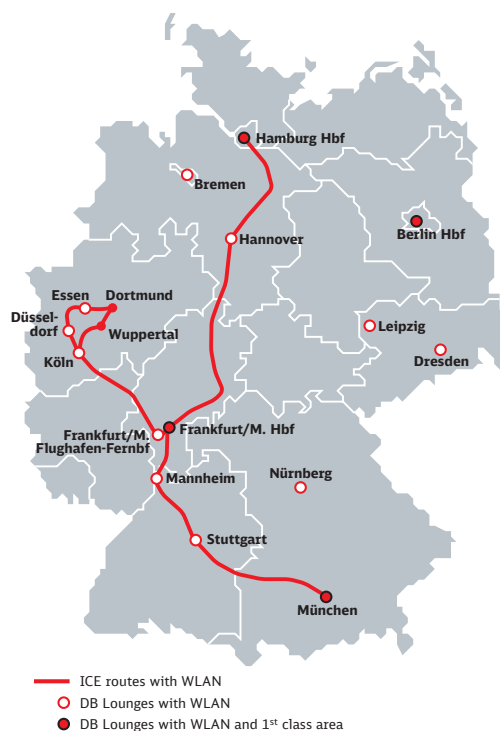 Hamburg Hbf
Bremen
Berlin Hbf
Hannover
Essen
Dortmund
Düssel-
dorf
Wuppertal
Leipzig
Köln
Dresden
Frankfurt/M. Hbf
Frankfurt/M.
Flughafen-Fernbf
Nürnberg
Mannheim
Stuttgart
München
ICE routes with WLAN
DB Lounges with WLAN
DB Lounges with WLAN and 1st class area